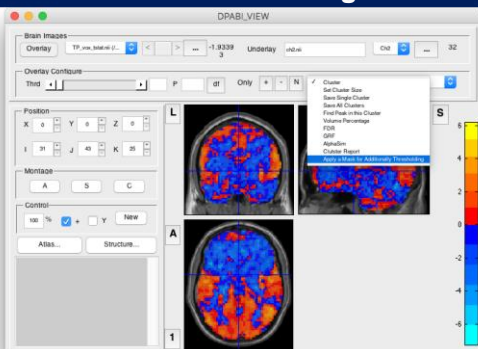 DPABI_VIEW
Brain Images
Overlay TP_vox_total.nii (/... < > ... -1.9339 3 Underlay ch2.nii Ch2 ... 32
Overlay Configure
Thrd P df Only + - N
✓ Cluster
Set Cluster Size
Save Single Cluster
Save All Clusters
Find Peak in this Cluster
Volume Percentage
FDR
GRF
AlphaSim
Cluster Report
Apply a Mask for Additionally Thresholding
Position
X 0 Y 0 Z 0
I 31 J 43 K 25
Montage
A S C
Control
100 % + Y New
Atlas... Structure...
L
S
A
1
6
4
2
0
-2
-4
-6